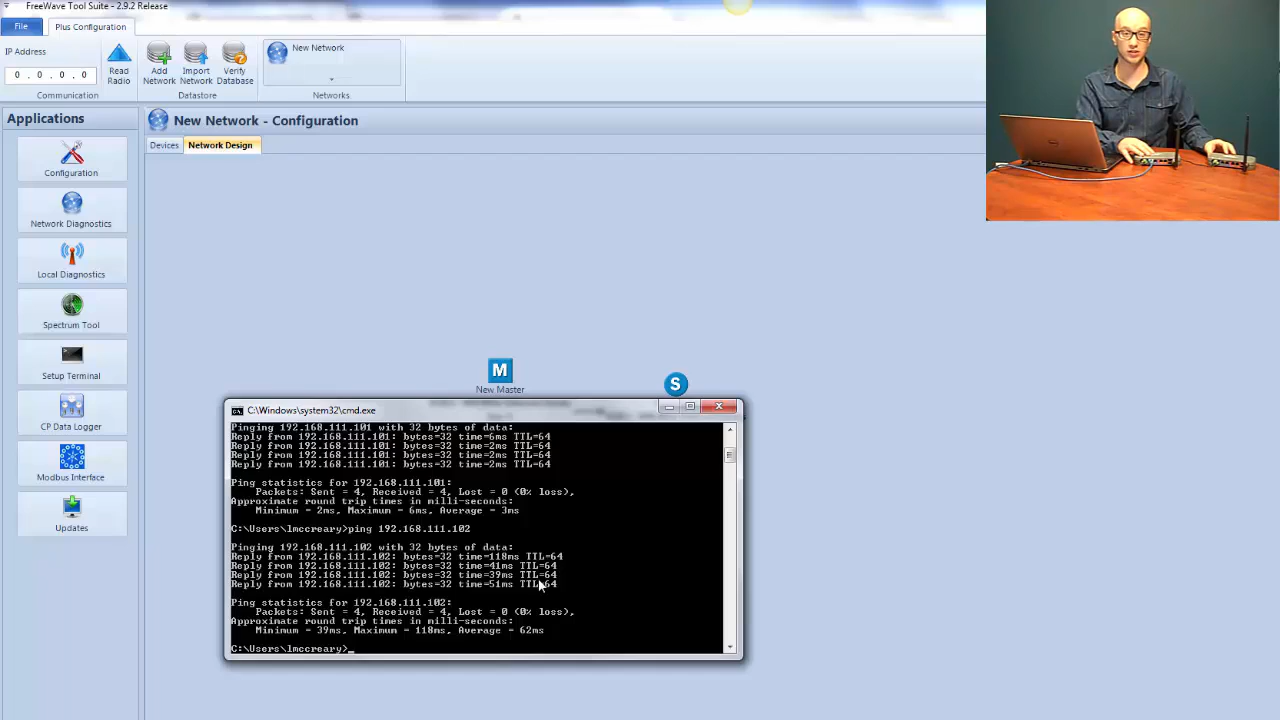 FreeWave Tool Suite - 2.9.2 Release
File
Plus Configuration
IP Address
0 . 0 . 0 . 0
Read Radio
Add Network
Import Network
Verify Database
New Network
Communication
Datastore
Networks
Applications
Configuration
Network Diagnostics
Local Diagnostics
Spectrum Tool
Setup Terminal
CP Data Logger
Modbus Interface
Updates
New Network - Configuration
Devices
Network Design
M
New Master
S
C:\Windows\system32\cmd.exe
Pinging 192.168.111.101 with 32 bytes of data:
Reply from 192.168.111.101: bytes=32 time=6ms TTL=64
Reply from 192.168.111.101: bytes=32 time=2ms TTL=64
Reply from 192.168.111.101: bytes=32 time=2ms TTL=64
Reply from 192.168.111.101: bytes=32 time=2ms TTL=64
Ping statistics for 192.168.111.101:
Packets: Sent = 4, Received = 4, Lost = 0 (0% loss),
Approximate round trip times in milli-seconds:
Minimum = 2ms, Maximum = 6ms, Average = 3ms
C:\Users\lmccreary>ping 192.168.111.102
Pinging 192.168.111.102 with 32 bytes of data:
Reply from 192.168.111.102: bytes=32 time=118ms TTL=64
Reply from 192.168.111.102: bytes=32 time=41ms TTL=64
Reply from 192.168.111.102: bytes=32 time=39ms TTL=64
Reply from 192.168.111.102: bytes=32 time=51ms TTL=64
Ping statistics for 192.168.111.102:
Packets: Sent = 4, Received = 4, Lost = 0 (0% loss),
Approximate round trip times in milli-seconds:
Minimum = 39ms, Maximum = 118ms, Average = 62ms
C:\Users\lmccreary>_